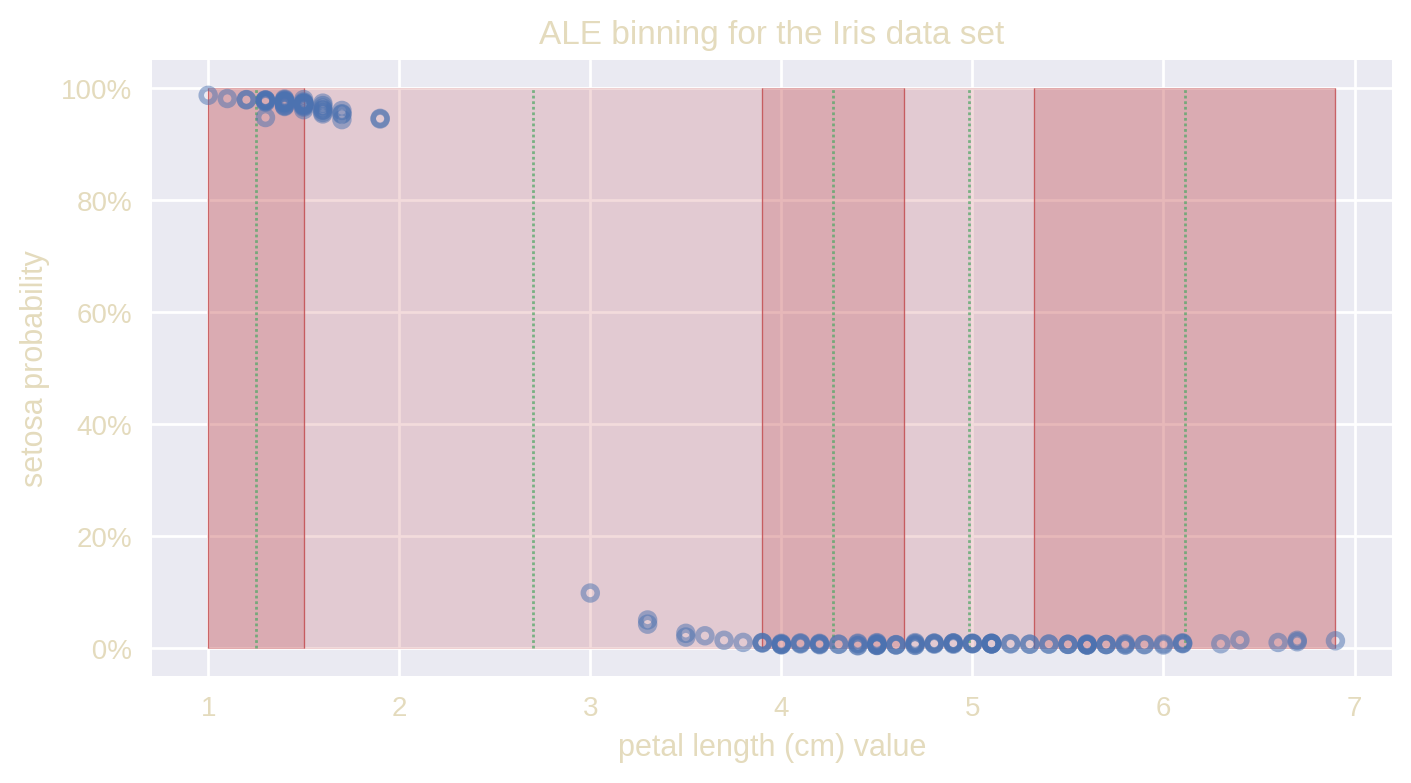 ALE binning for the Iris data set
setosa probability
100%
80%
60%
40%
20%
0%
1 2 3 4 5 6 7
petal length (cm) value